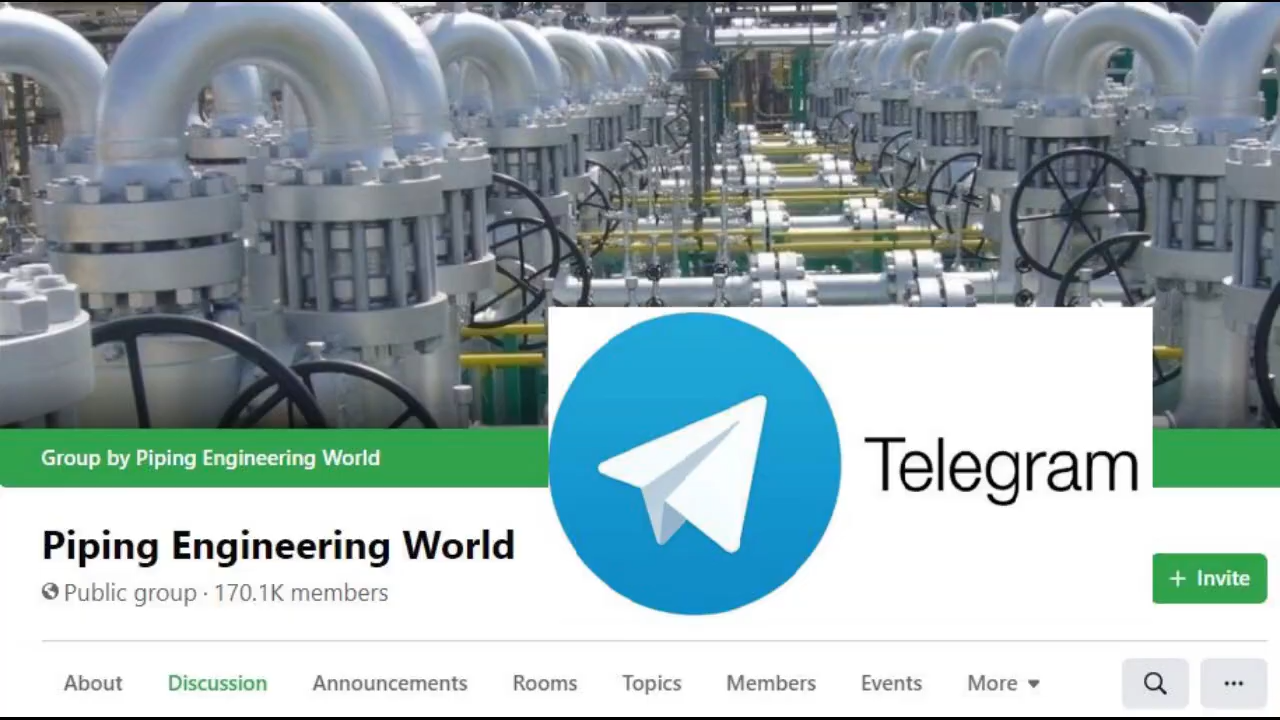 Group by Piping Engineering World
Telegram
Piping Engineering World
Public group · 170.1K members
+ Invite
About Discussion Announcements Rooms Topics Members Events More